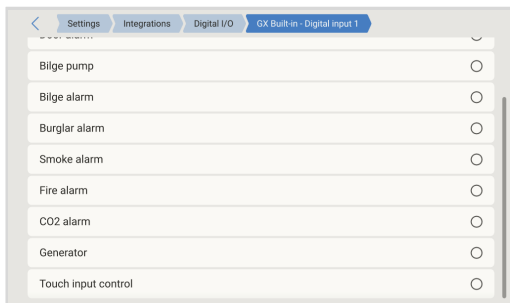 Settings
Integrations
Digital I/O
GX Built-in - Digital input 1
Bilge pump
Bilge alarm
Burglar alarm
Smoke alarm
Fire alarm
CO2 alarm
Generator
Touch input control